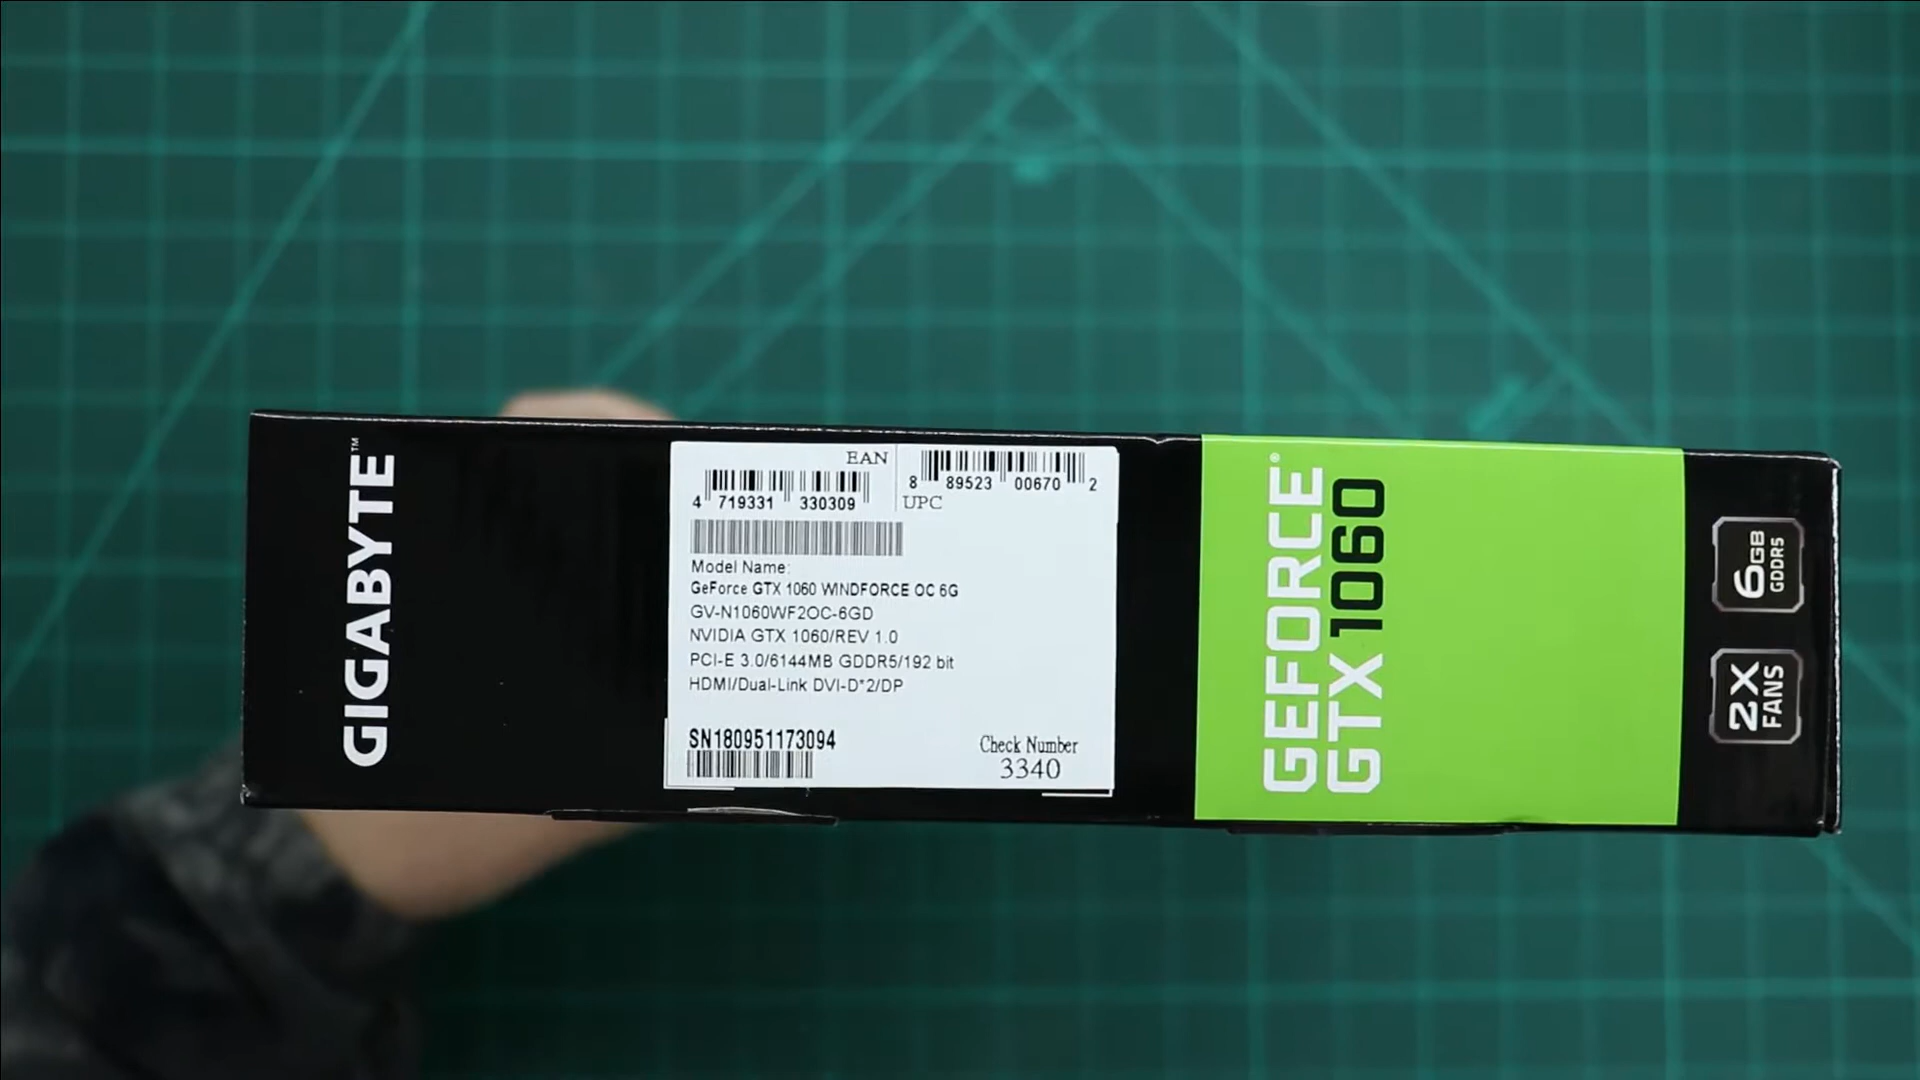 GIGABYTE™
EAN
4 719331 330309
8 89523 00670 2
UPC
Model Name:
GeForce GTX 1060 WINDFORCE OC 6G
GV-N1060WF2OC-6GD
NVIDIA GTX 1060/REV 1.0
PCI-E 3.0/6144MB GDDR5/192 bit
HDMI/Dual-Link DVI-D*2/DP
SN180951173094
Check Number
3340
GEFORCE®
GTX 1060
6GB
GDDR5
2X
FANS